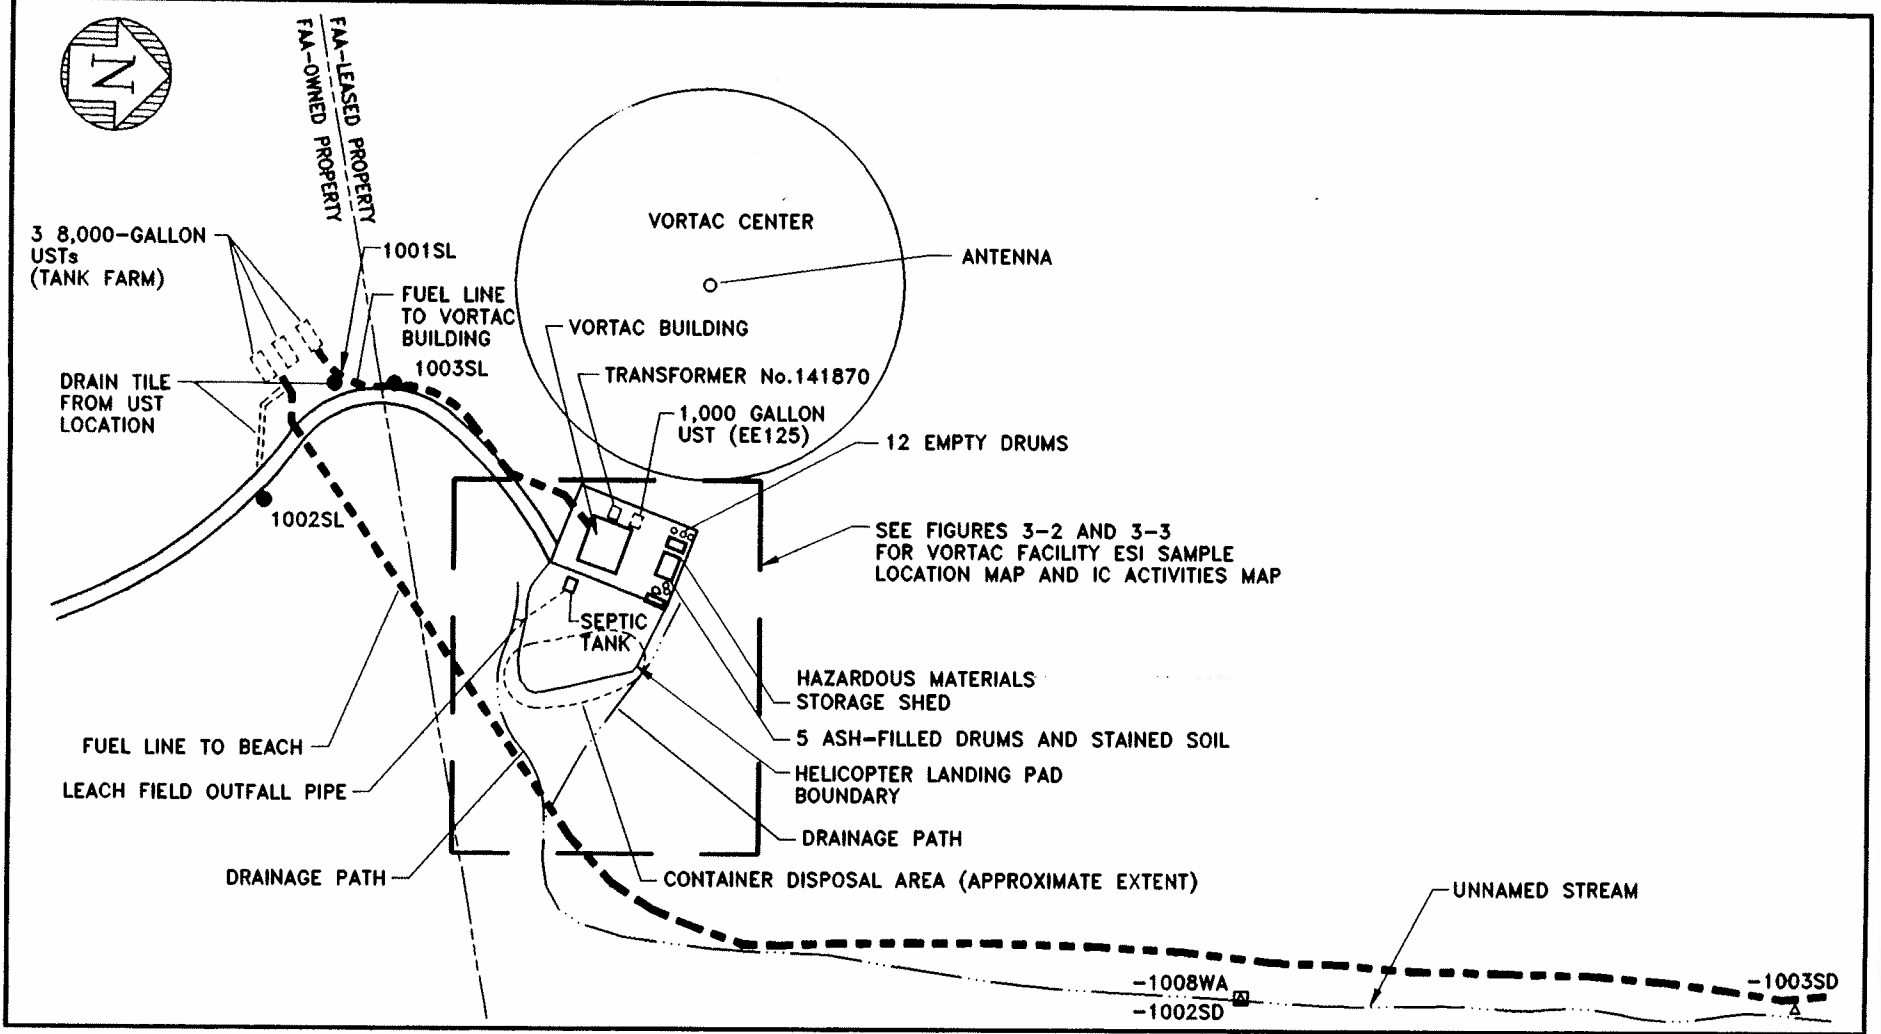 N
FAA-LEASED PROPERTY
FAA-OWNED PROPERTY
3 8,000-GALLON
USTs
(TANK FARM)
1001SL
FUEL LINE
TO VORTAC
BUILDING
1003SL
DRAIN TILE
FROM UST
LOCATION
1002SL
VORTAC CENTER
ANTENNA
VORTAC BUILDING
TRANSFORMER No.141870
1,000 GALLON
UST (EE125)
12 EMPTY DRUMS
SEE FIGURES 3-2 AND 3-3
FOR VORTAC FACILITY ESI SAMPLE
LOCATION MAP AND IC ACTIVITIES MAP
SEPTIC
TANK
HAZARDOUS MATERIALS
STORAGE SHED
5 ASH-FILLED DRUMS AND STAINED SOIL
HELICOPTER LANDING PAD
BOUNDARY
DRAINAGE PATH
FUEL LINE TO BEACH
LEACH FIELD OUTFALL PIPE
DRAINAGE PATH
CONTAINER DISPOSAL AREA (APPROXIMATE EXTENT)
UNNAMED STREAM
-1008WA
-1002SD
-1003SD